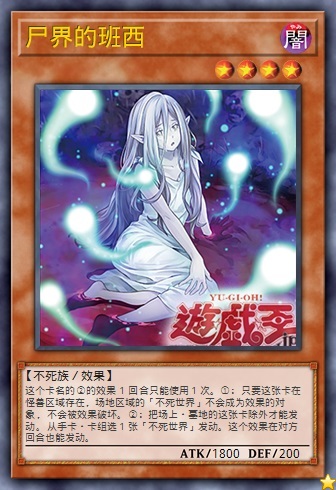 尸界的班西
闇
YU-GI-OH!
遊戯王
jp
【不死族／效果】
这个卡名的②的效果1回合只能使用1次。①：只要这张卡在
怪兽区域存在，场地区域的「不死世界」不会成为效果的对
象，不会被效果破坏。②：把场上·墓地的这张卡除外才能发
动。从手卡·卡组选1张「不死世界」发动。这个效果在对方
回合也能发动。
ATK/1800 DEF/200